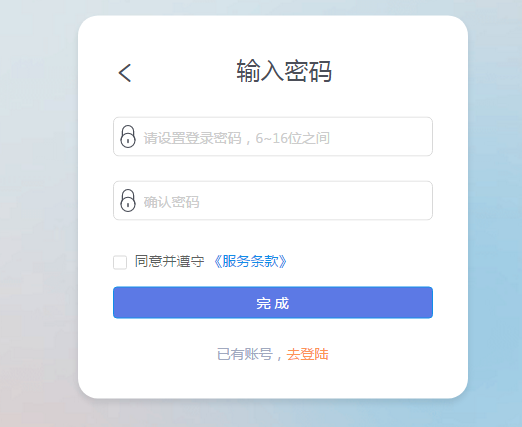 输入密码
请设置登录密码，6~16位之间
确认密码
同意并遵守 《服务条款》
完成
已有账号，去登陆